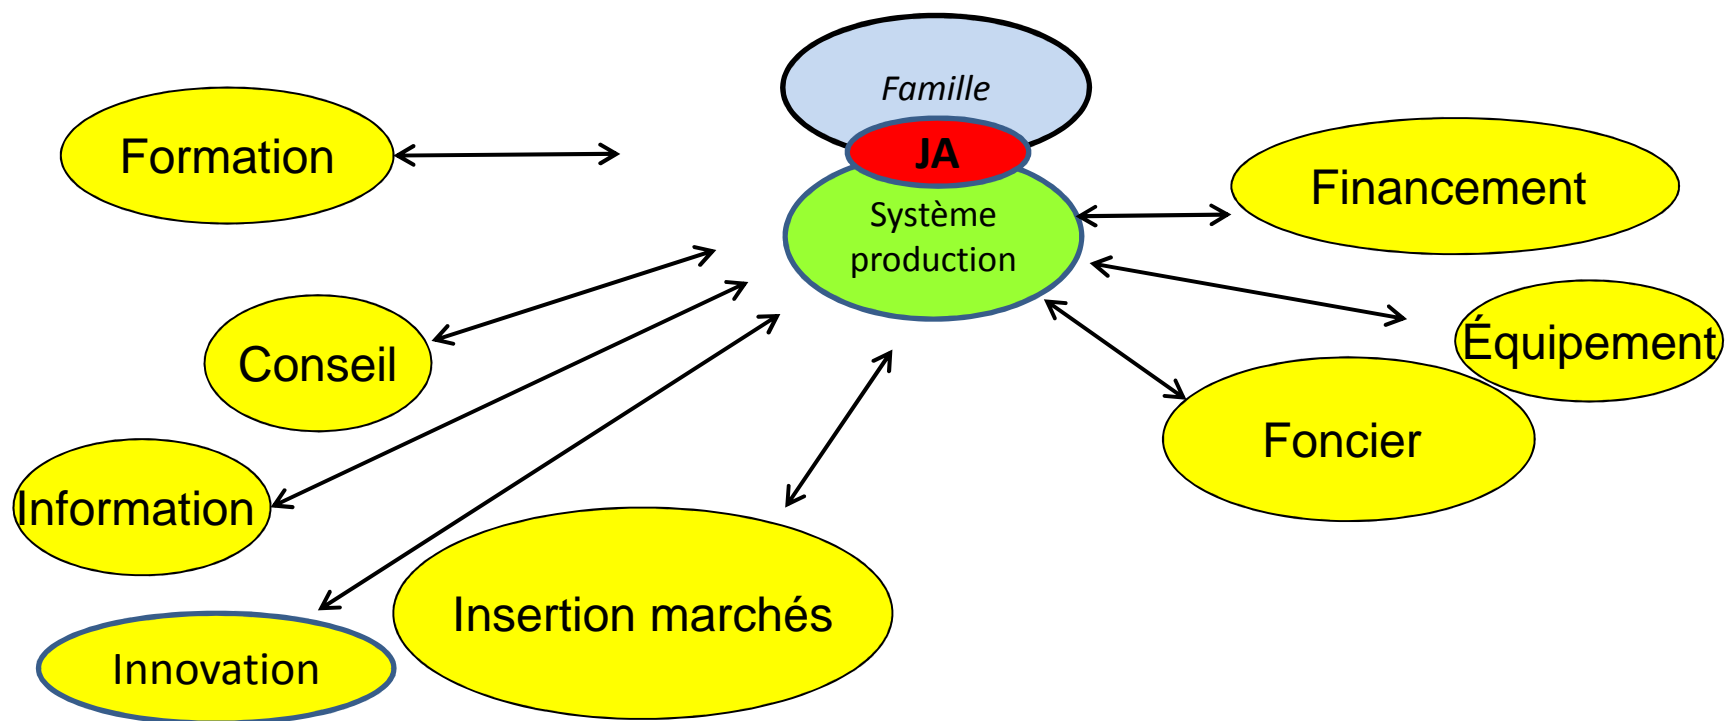 Famille
JA
Système
production
Formation
Financement
Conseil
Équipement
Foncier
Information
Insertion marchés
Innovation